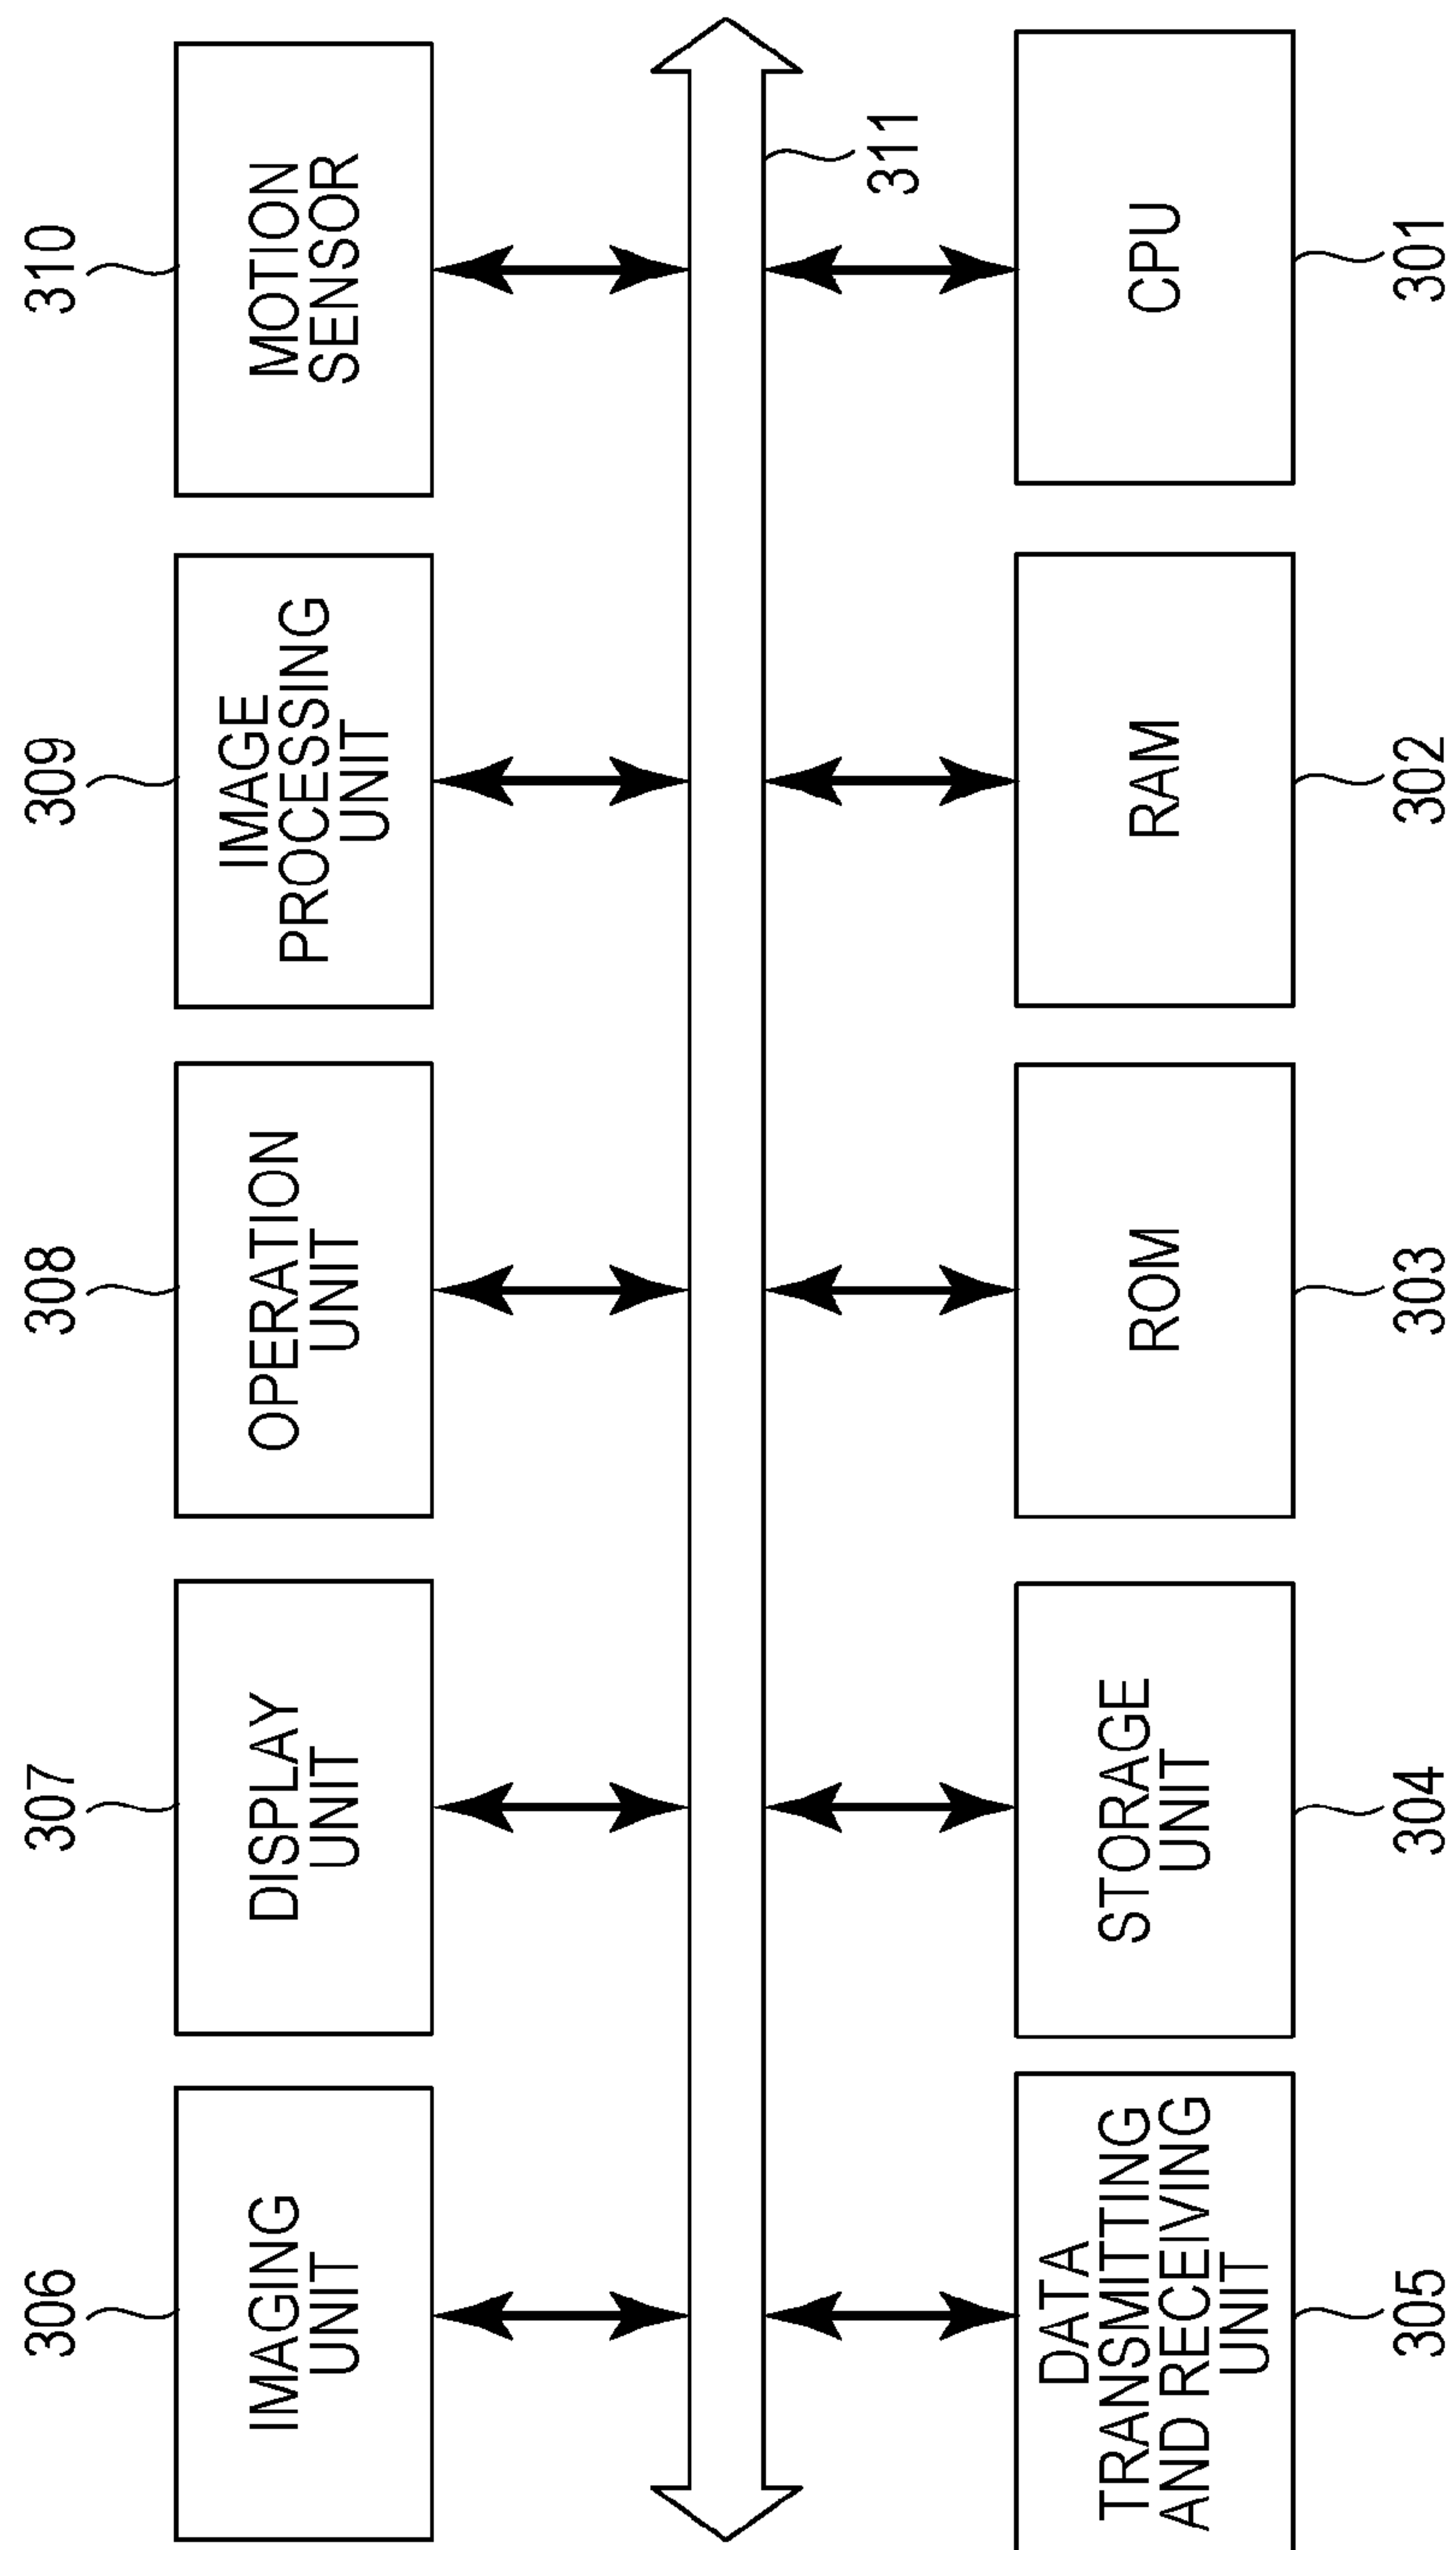 306
307
308
309
310
IMAGING
UNIT
DISPLAY
UNIT
OPERATION
UNIT
IMAGE
PROCESSING
UNIT
MOTION
SENSOR
311
DATA
TRANSMITTING
AND RECEIVING
UNIT
STORAGE
UNIT
ROM
RAM
CPU
305
304
303
302
301